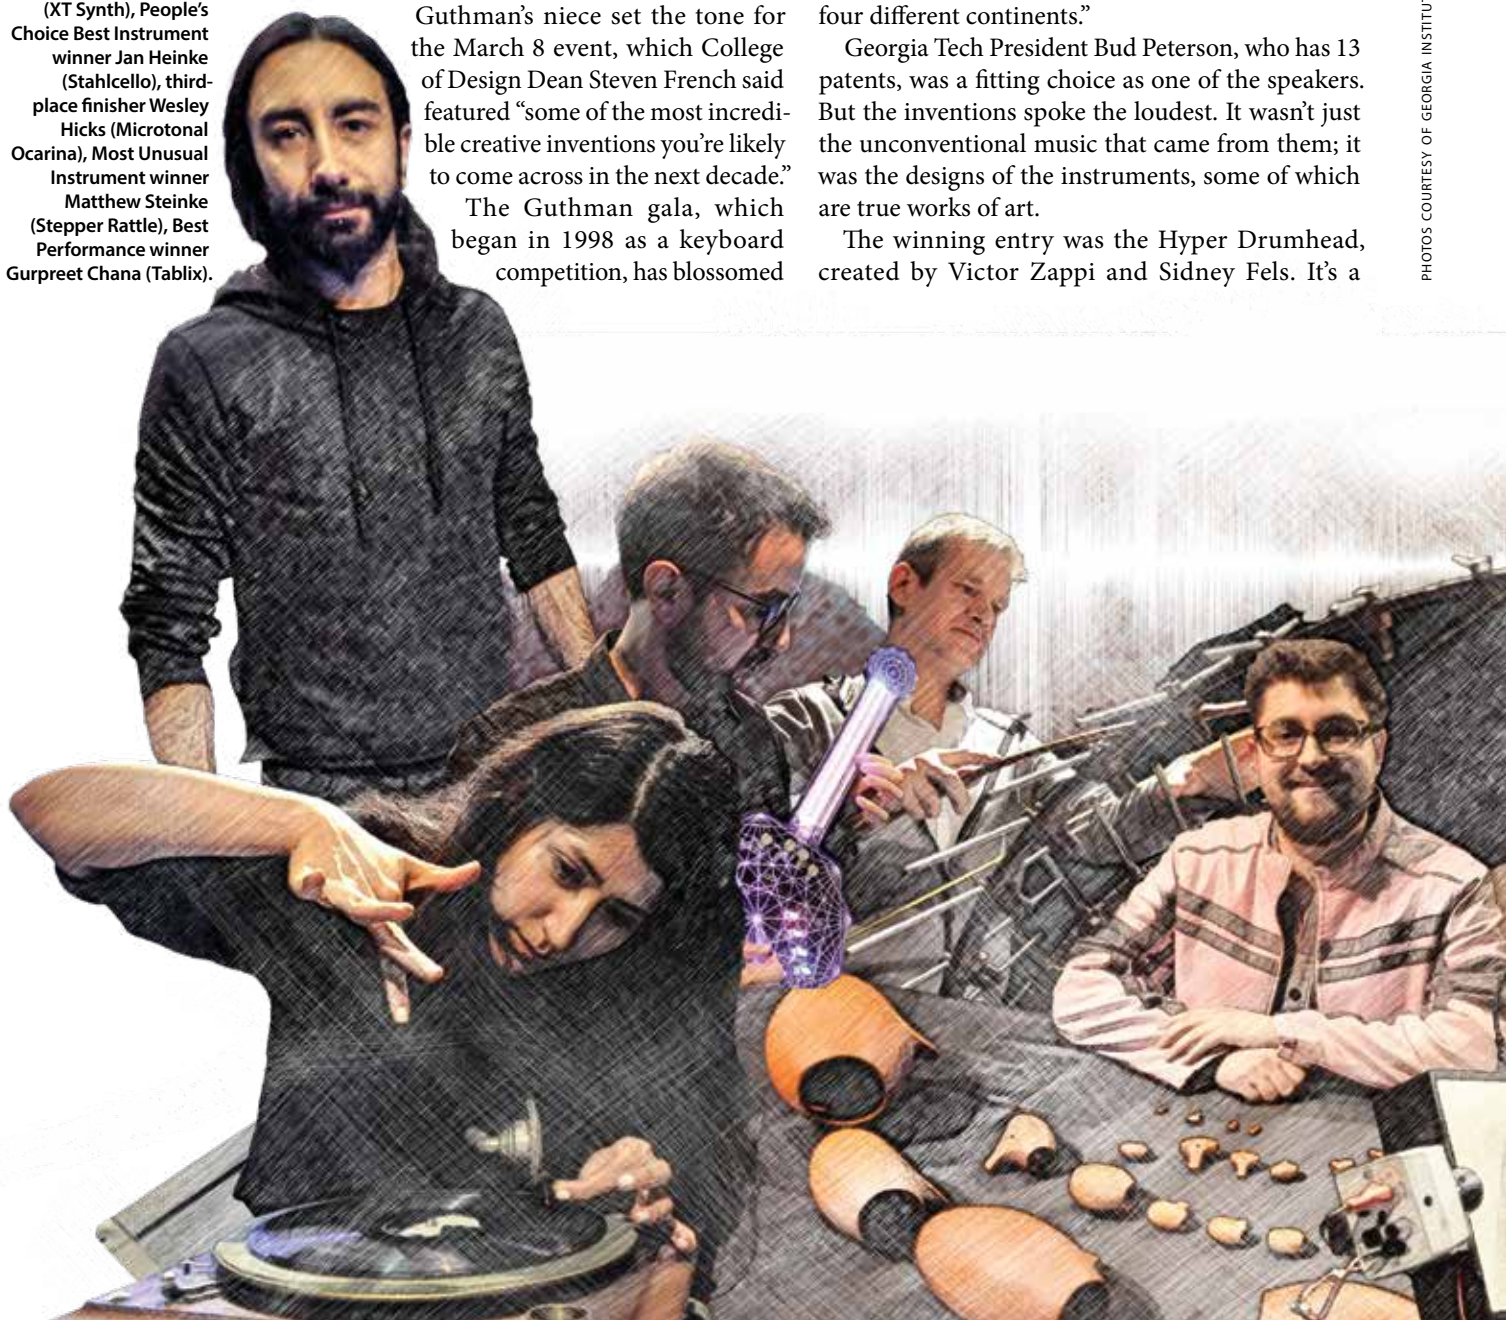 (XT Synth), People’s
Choice Best Instrument
winner Jan Heinke
(Stahlcello), third-
place finisher Wesley
Hicks (Microtonal
Ocarina), Most Unusual
Instrument winner
Matthew Steinke
(Stepper Rattle), Best
Performance winner
Gurpreet Chana (Tablix).
Guthman’s niece set the tone for
the March 8 event, which College
of Design Dean Steven French said
featured “some of the most incredi-
ble creative inventions you’re likely
to come across in the next decade.”
The Guthman gala, which
began in 1998 as a keyboard
competition, has blossomed
four different continents.”
Georgia Tech President Bud Peterson, who has 13
patents, was a fitting choice as one of the speakers.
But the inventions spoke the loudest. It wasn’t just
the unconventional music that came from them; it
was the designs of the instruments, some of which
are true works of art.
The winning entry was the Hyper Drumhead,
created by Victor Zappi and Sidney Fels. It’s a
PHOTOS COURTESY OF GEORGIA